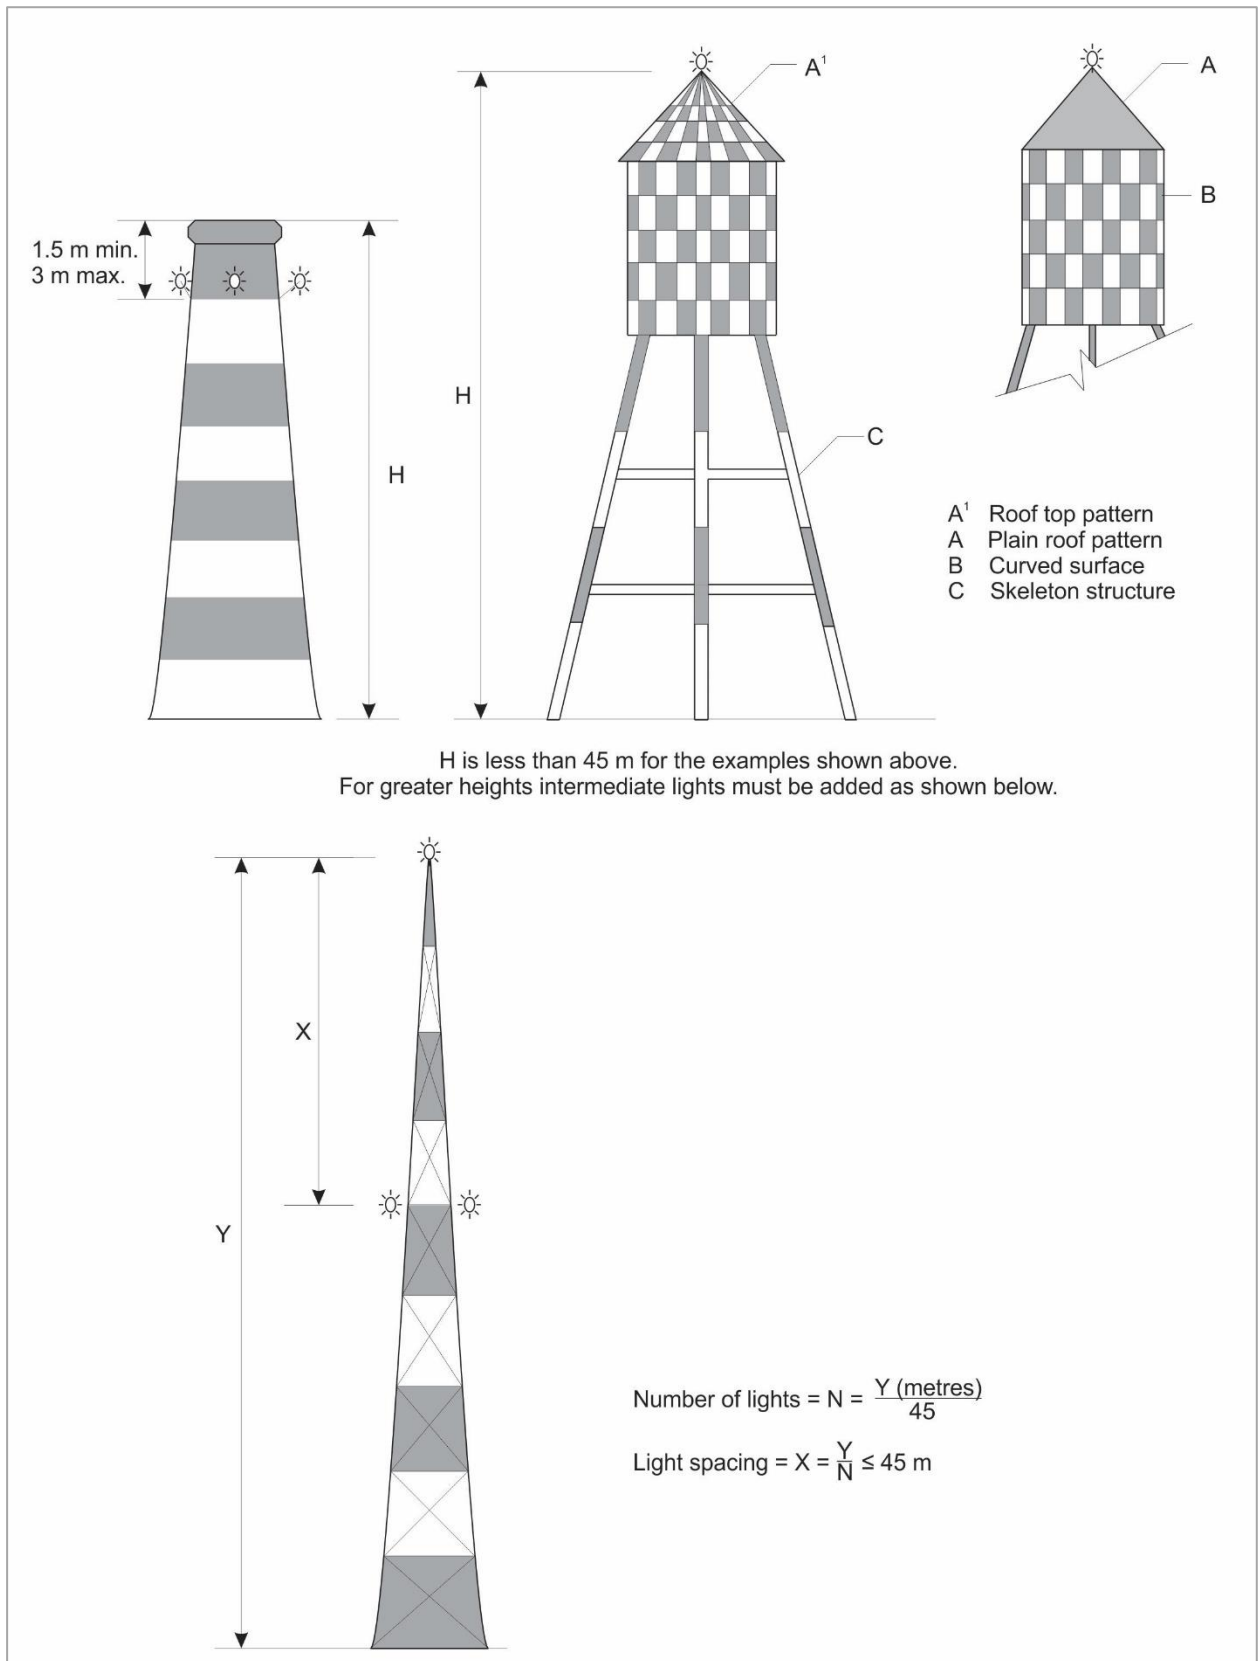 A¹
A
B
1.5 m min.
3 m max.
H
H
C
A¹ Roof top pattern
A Plain roof pattern
B Curved surface
C Skeleton structure
H is less than 45 m for the examples shown above.
For greater heights intermediate lights must be added as shown below.
X
Y
Number of lights = N = Y (metres)
45
Light spacing = X = Y
N ≤ 45 m